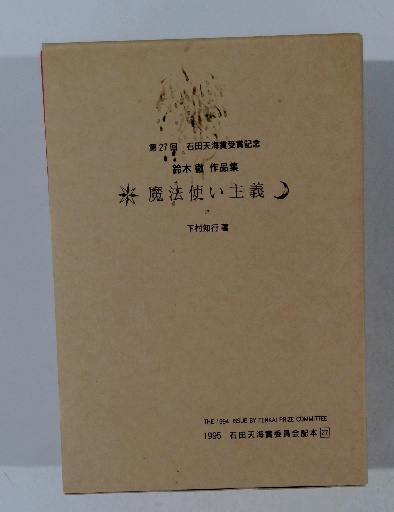 第27回 石田天海賞受賞記念
鈴木 徹 作品集
魔法使い主義
下村知行 著
THE 1994 ISSUE BY TENKAI PRIZE COMMITTEE
1995 石田天海賞委員会配本 27